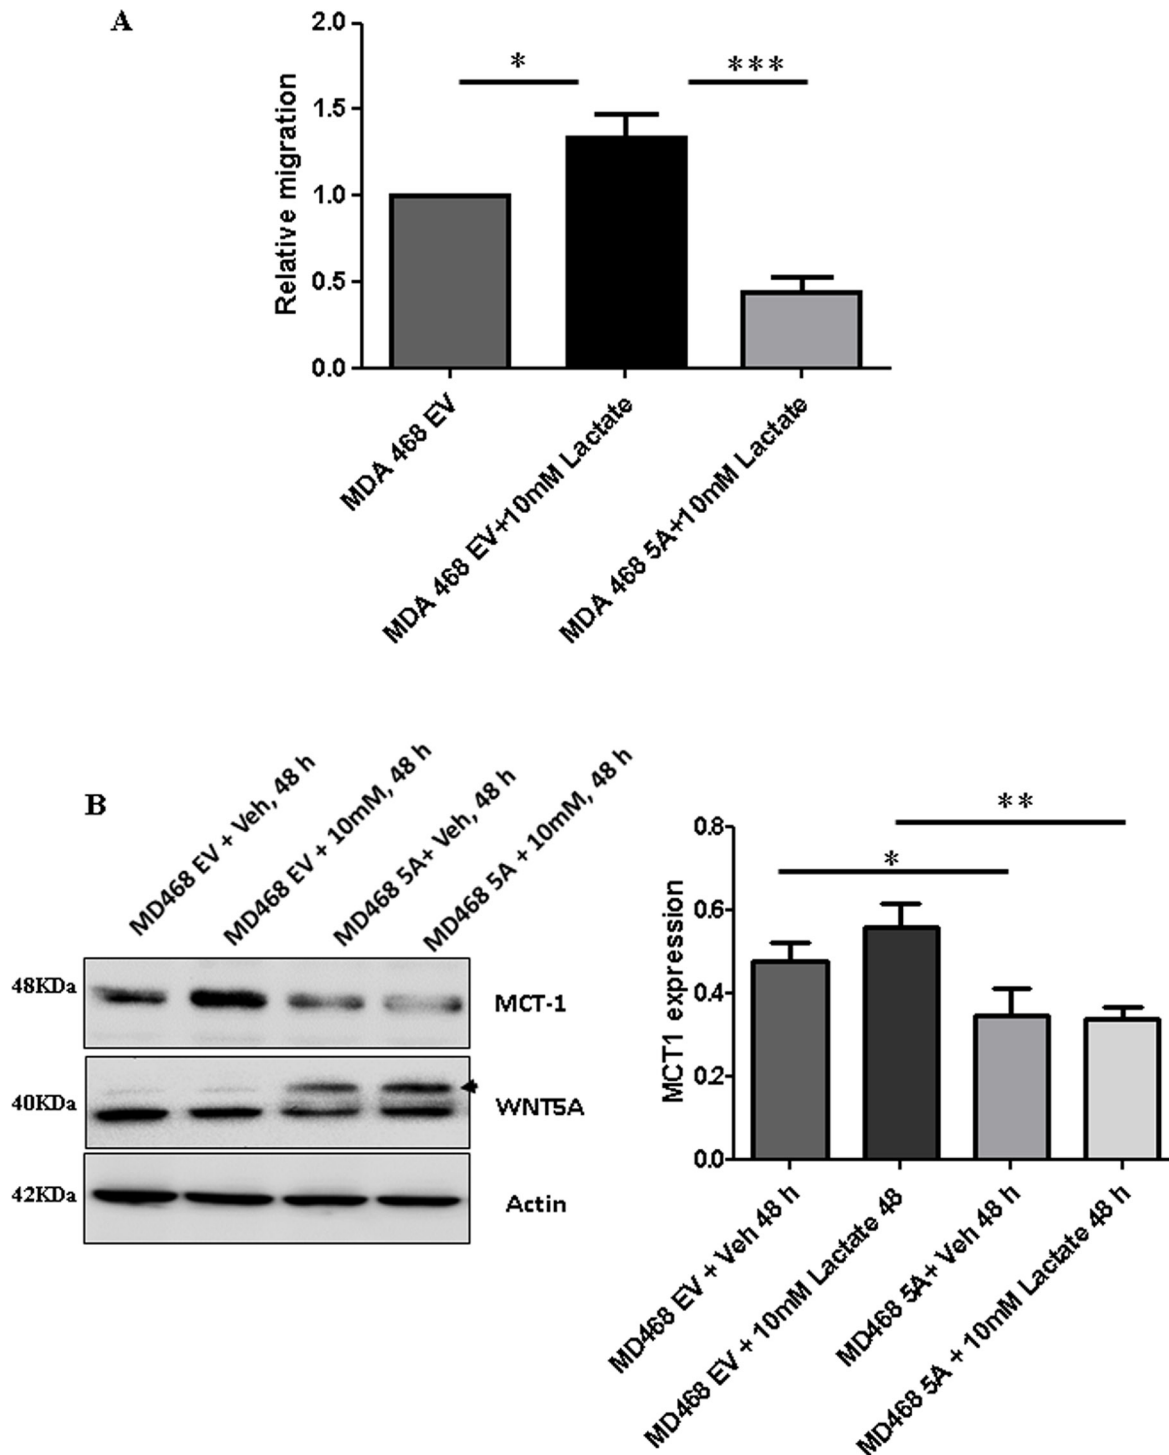 A
2.0
1.5
1.0
0.5
0.0
Relative migration
*
***
MDA 468 EV
MDA 468 EV+10mM Lactate
MDA 468 5A+10mM Lactate
B
MD468 EV + Veh, 48 h
MD468 EV + 10mM, 48 h
MD468 5A+ Veh, 48 h
MD468 5A + 10mM, 48 h
48KDa
MCT-1
40KDa
WNT5A
42KDa
Actin
0.8
0.6
0.4
0.2
0.0
MCT1 expression
*
**
MD468 EV + Veh 48 h
MD468 EV + 10mM Lactate 48
MD468 5A+ Veh 48 h
MD468 5A + 10mM Lactate 48 h